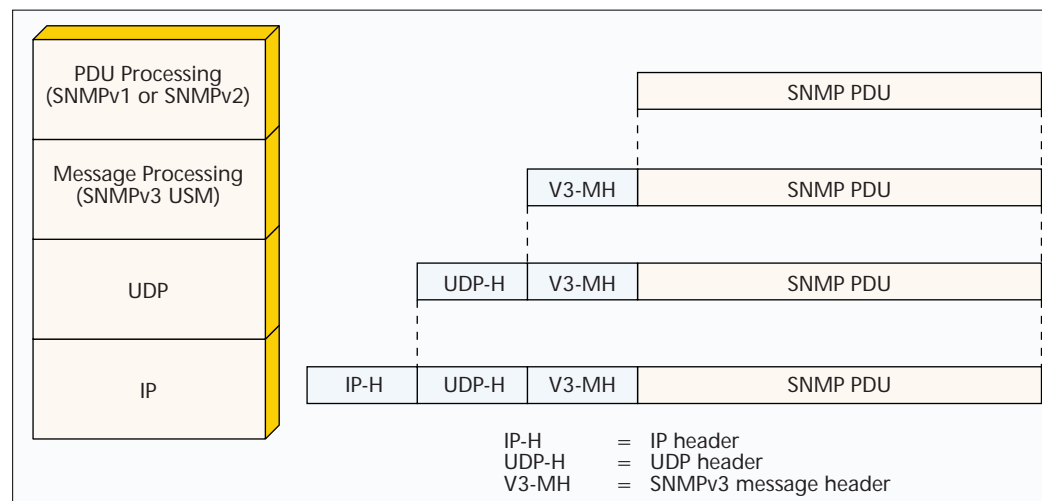 PDU Processing
(SNMPv1 or SNMPv2)
SNMP PDU
Message Processing
(SNMPv3 USM)
V3-MH SNMP PDU
UDP
UDP-H V3-MH SNMP PDU
IP
IP-H UDP-H V3-MH SNMP PDU
IP-H = IP header
UDP-H = UDP header
V3-MH = SNMPv3 message header